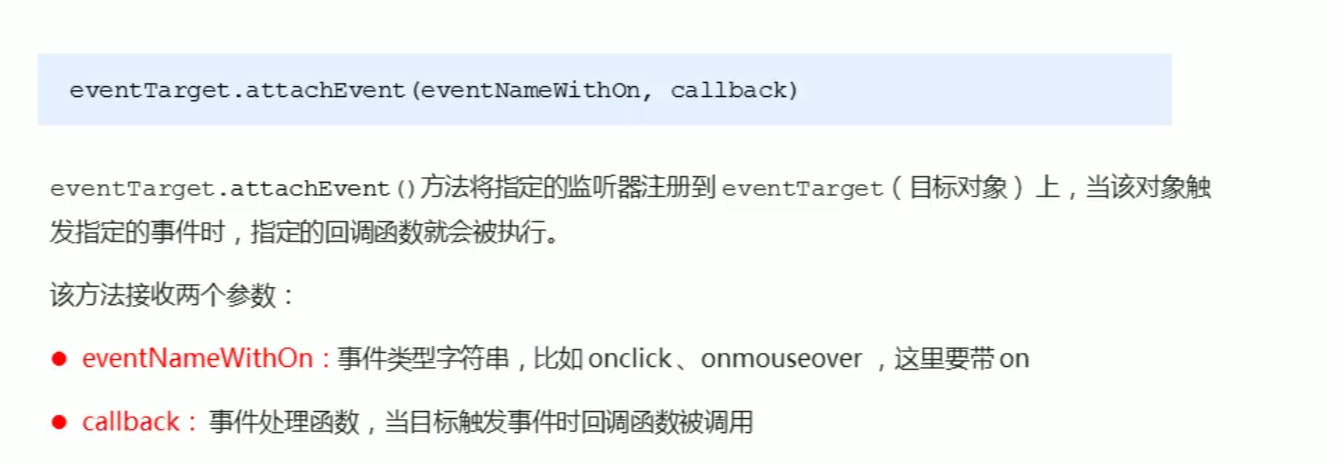 eventTarget.attachEvent(eventNameWithOn, callback)
eventTarget.attachEvent()方法将指定的监听器注册到 eventTarget（目标对象）上，当该对象触
发指定的事件时，指定的回调函数就会被执行。
该方法接收两个参数：
● eventNameWithOn：事件类型字符串，比如 onclick 、onmouseover ，这里要带 on
● callback： 事件处理函数，当目标触发事件时回调函数被调用